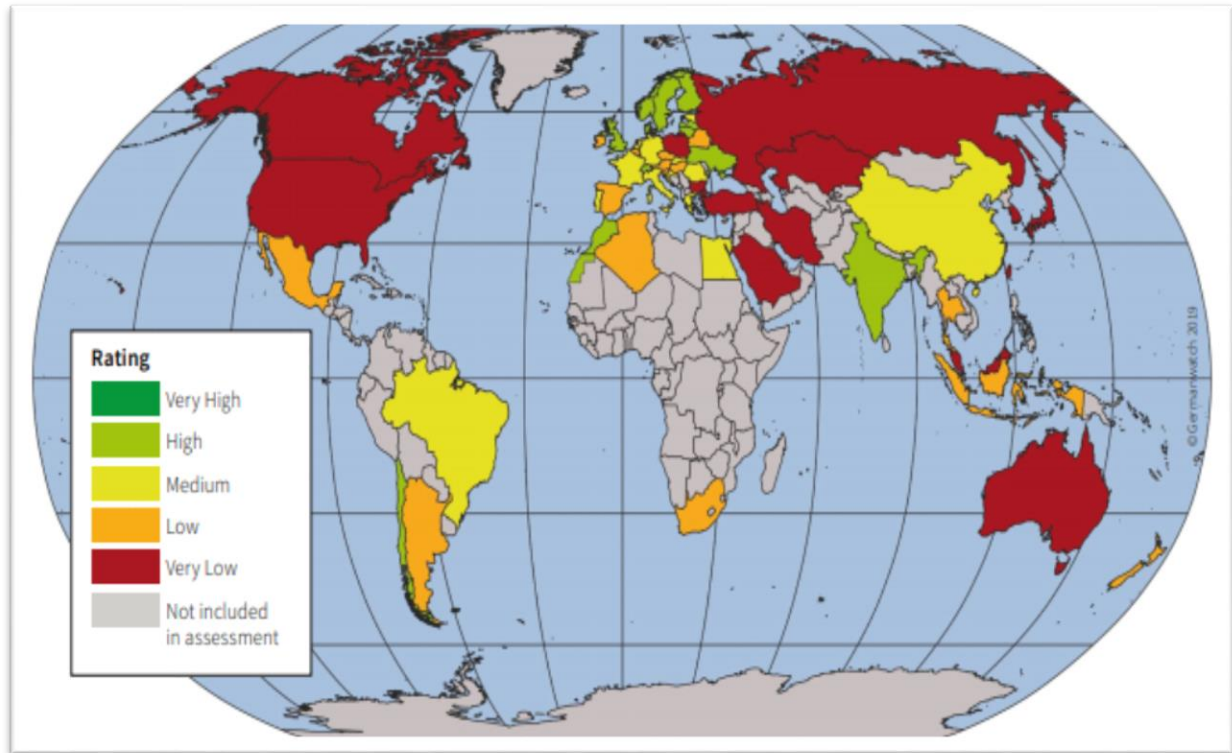 Rating
Very High
High
Medium
Low
Very Low
Not included
in assessment
©Germanwatch 2019